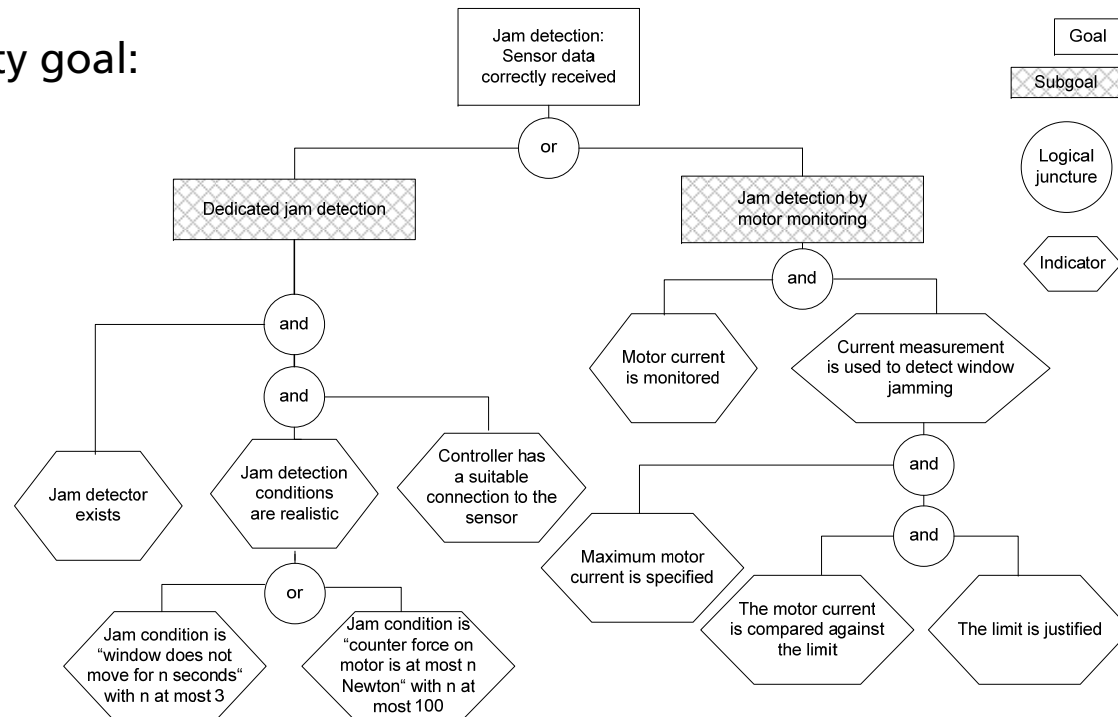 ty goal:
Jam detection:
Sensor data
correctly received
Goal
Subgoal
Logical
juncture
Indicator
or
Dedicated jam detection
Jam detection by
motor monitoring
and
and
and
Motor current
is monitored
Current measurement
is used to detect window
jamming
Jam detector
exists
Jam detection
conditions
are realistic
Controller has
a suitable
connection to the
sensor
and
and
Maximum motor
current is specified
The motor current
is compared against
the limit
The limit is justified
or
Jam condition is
“window does not
move for n seconds“
with n at most 3
Jam condition is
“counter force on
motor is at most n
Newton“ with n at
most 100